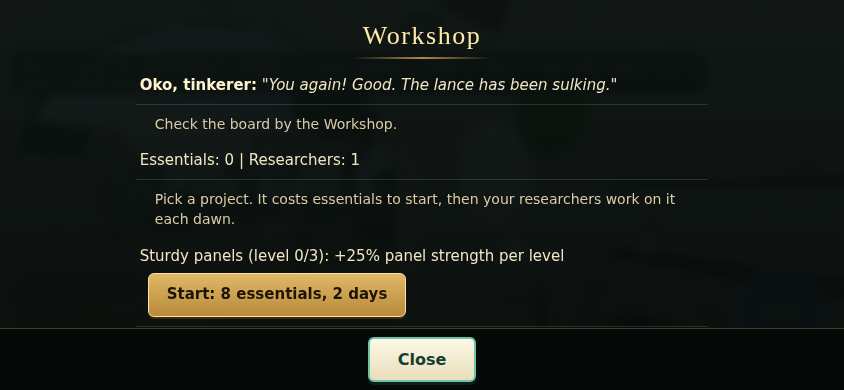 Workshop
Oko, tinkerer: "You again! Good. The lance has been sulking."
Check the board by the Workshop.
Essentials: 0 | Researchers: 1
Pick a project. It costs essentials to start, then your researchers work on it
each dawn.
Sturdy panels (level 0/3): +25% panel strength per level
Start: 8 essentials, 2 days
Close